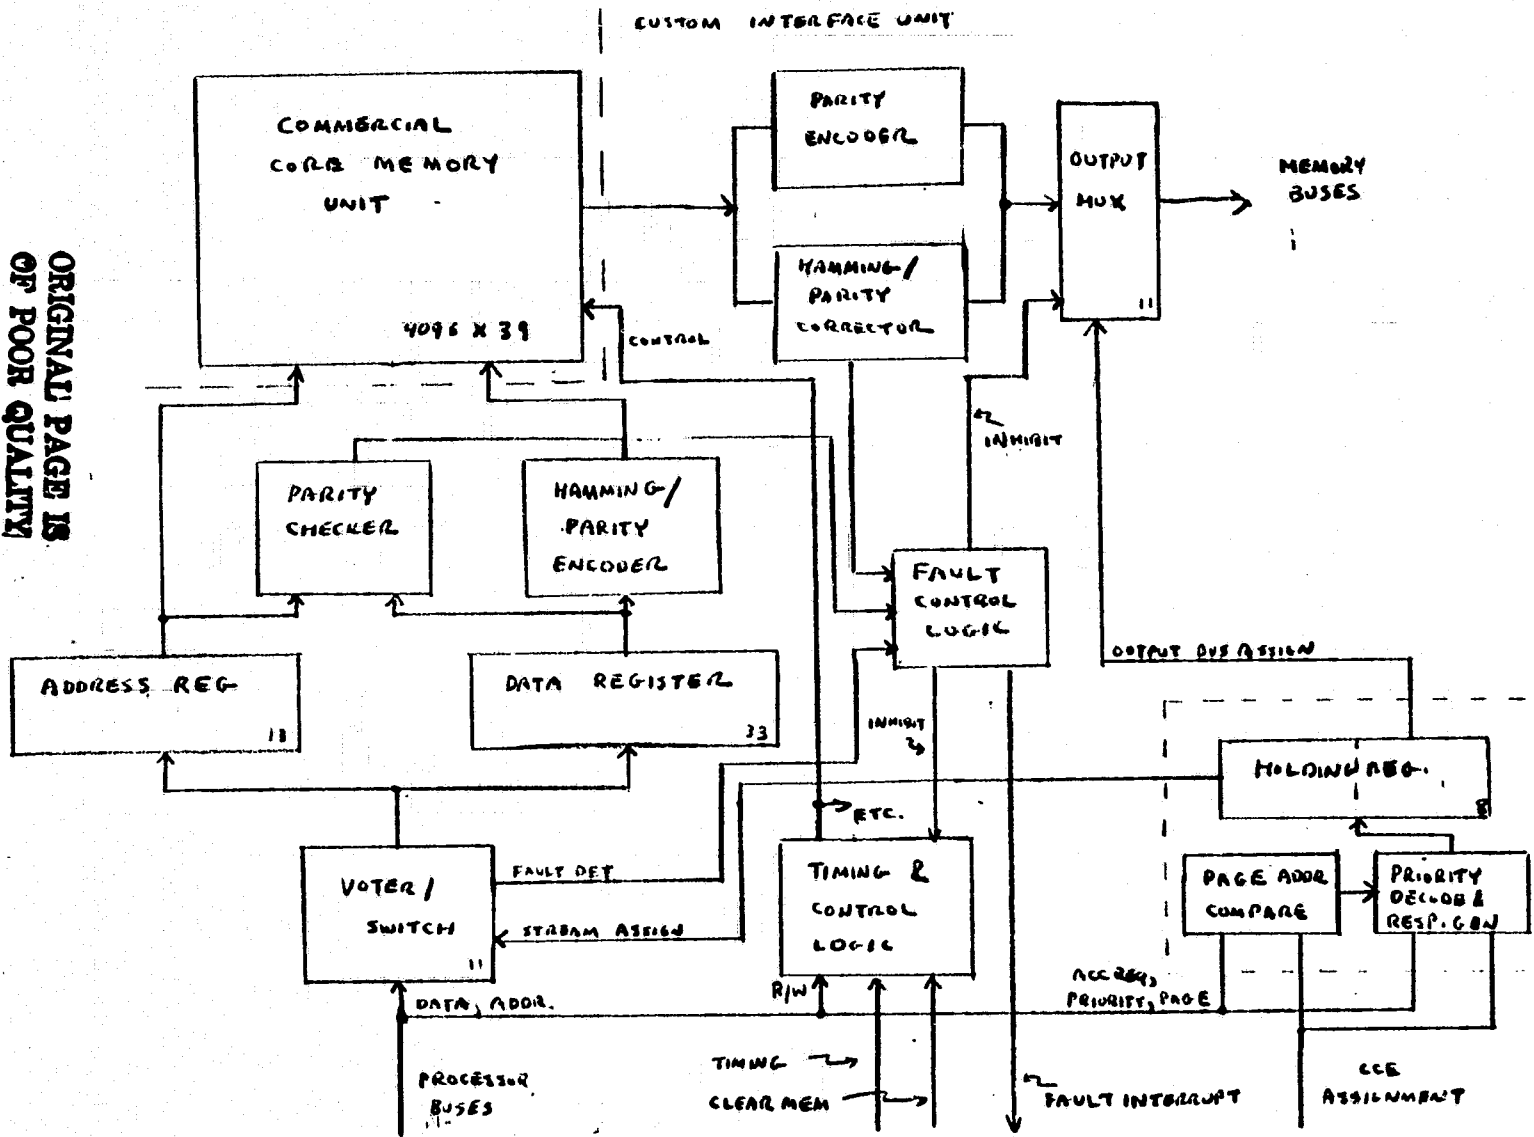 CUSTOM INTERFACE UNIT
COMMERCIAL
CORE MEMORY
UNIT
4096 X 39
PARITY
ENCODER
OUTPUT
MUX
11
MEMORY
BUSES
HAMMING/
PARITY
CORRECTOR
CONTROL
INHIBIT
ORIGINAL PAGE IS
OF POOR QUALITY
PARITY
CHECKER
HAMMING/
PARITY
ENCODER
FAULT
CONTROL
LOGIC
ADDRESS REG
DATA REGISTER
33
OUTPUT BUS ASSIGN
INHIBIT
HOLDING REG.
ETC.
VOTER/
SWITCH
11
FAULT DET
STREAM ASSIGN
TIMING &
CONTROL
LOGIC
PAGE ADDR
COMPARE
PRIORITY
DECODE &
RESP. GEN
R/W
DATA, ADDR.
ACC REQ,
PRIORITY, PAGE
PROCESSOR
BUSES
TIMING
CLEAR MEM
FAULT INTERRUPT
CCE
ASSIGNMENT